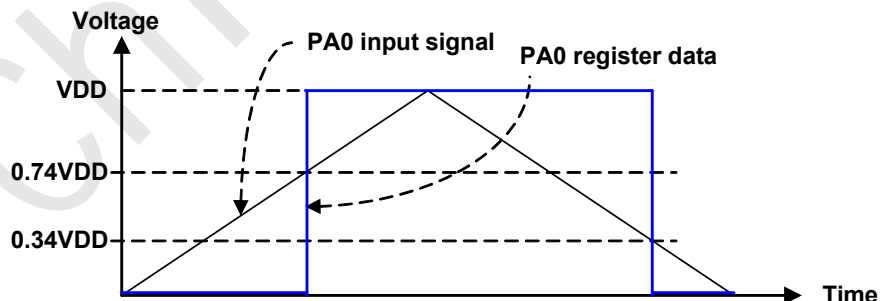 Voltage
PA0 input signal
PA0 register data
VDD
0.74VDD
0.34VDD
Time